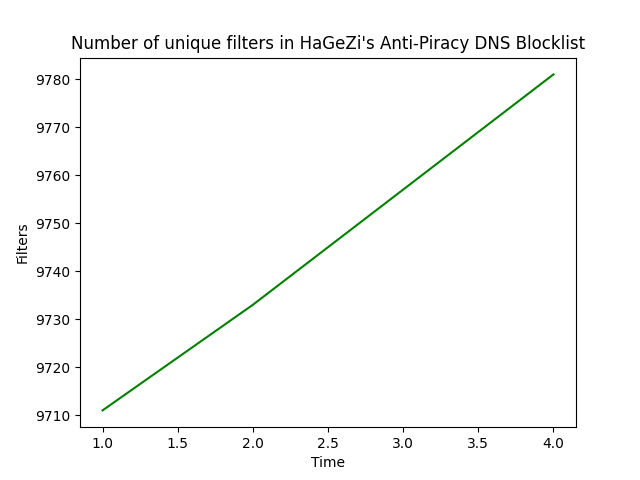 Number of unique filters in HaGeZi's Anti-Piracy DNS Blocklist
9780
9770
9760
9750
9740
9730
9720
9710
Filters
1.0 1.5 2.0 2.5 3.0 3.5 4.0
Time